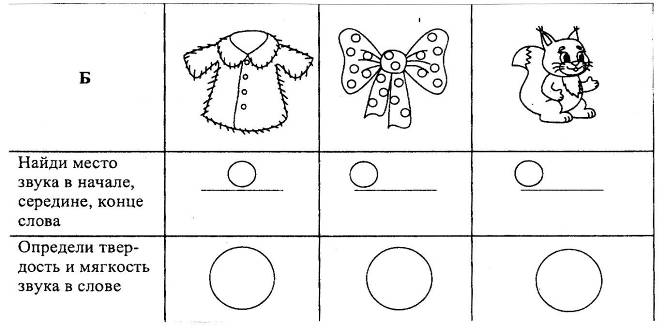 Б
Найди место
звука в начале,
середине, конце
слова
Определи твер-
дость и мягкость
звука в слове